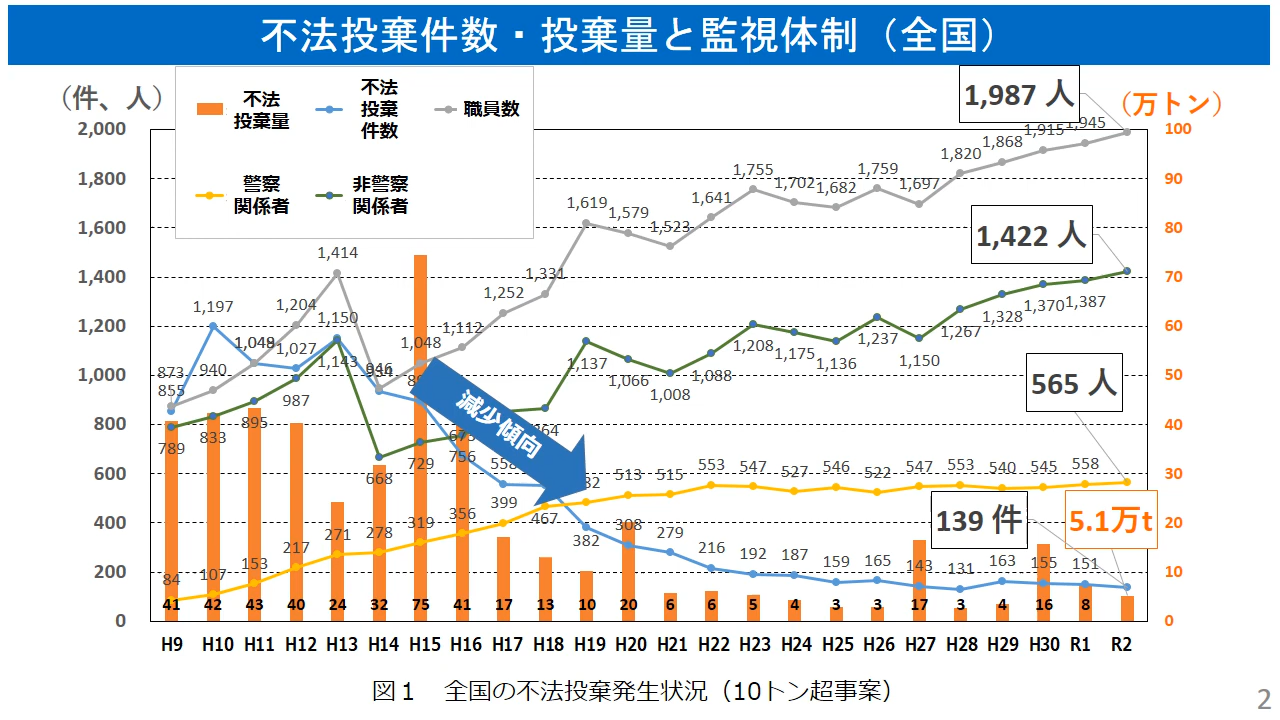 不法投棄件数・投棄量と監視体制（全国）
（件、人）
（万トン）
不法
投棄量
不法
投棄
件数
職員数
警察
関係者
非警察
関係者
1,987 人
1,422 人
565 人
139 件
5.1万t
減少傾向
2,000
1,800
1,600
1,400
1,200
1,000
800
600
400
200
0
100
90
80
70
60
50
40
30
20
10
0
873 940 1,049 1,204 1,414 946 1,048 1,112 1,252 1,331 1,619 1,579 1,523 1,641 1,755 1,702 1,682 1,759 1,697 1,820 1,868 1,915 1,945
855 1,197 1,027 1,150 756 558 382 308 279 216 192 187 159 165 143 131 163 155 151
789 833 895 987 1,143 668 729 1,137 1,066 1,008 1,088 1,208 1,175 1,136 1,237 1,150 1,267 1,328 1,370 1,387
84 107 153 217 271 278 319 356 399 467 513 515 553 547 527 546 522 547 553 540 545 558
41 42 43 40 24 32 75 41 17 13 10 20 6 6 5 4 3 3 17 3 4 16 8
H9 H10 H11 H12 H13 H14 H15 H16 H17 H18 H19 H20 H21 H22 H23 H24 H25 H26 H27 H28 H29 H30 R1 R2
図１　全国の不法投棄発生状況（10トン超事案）
2